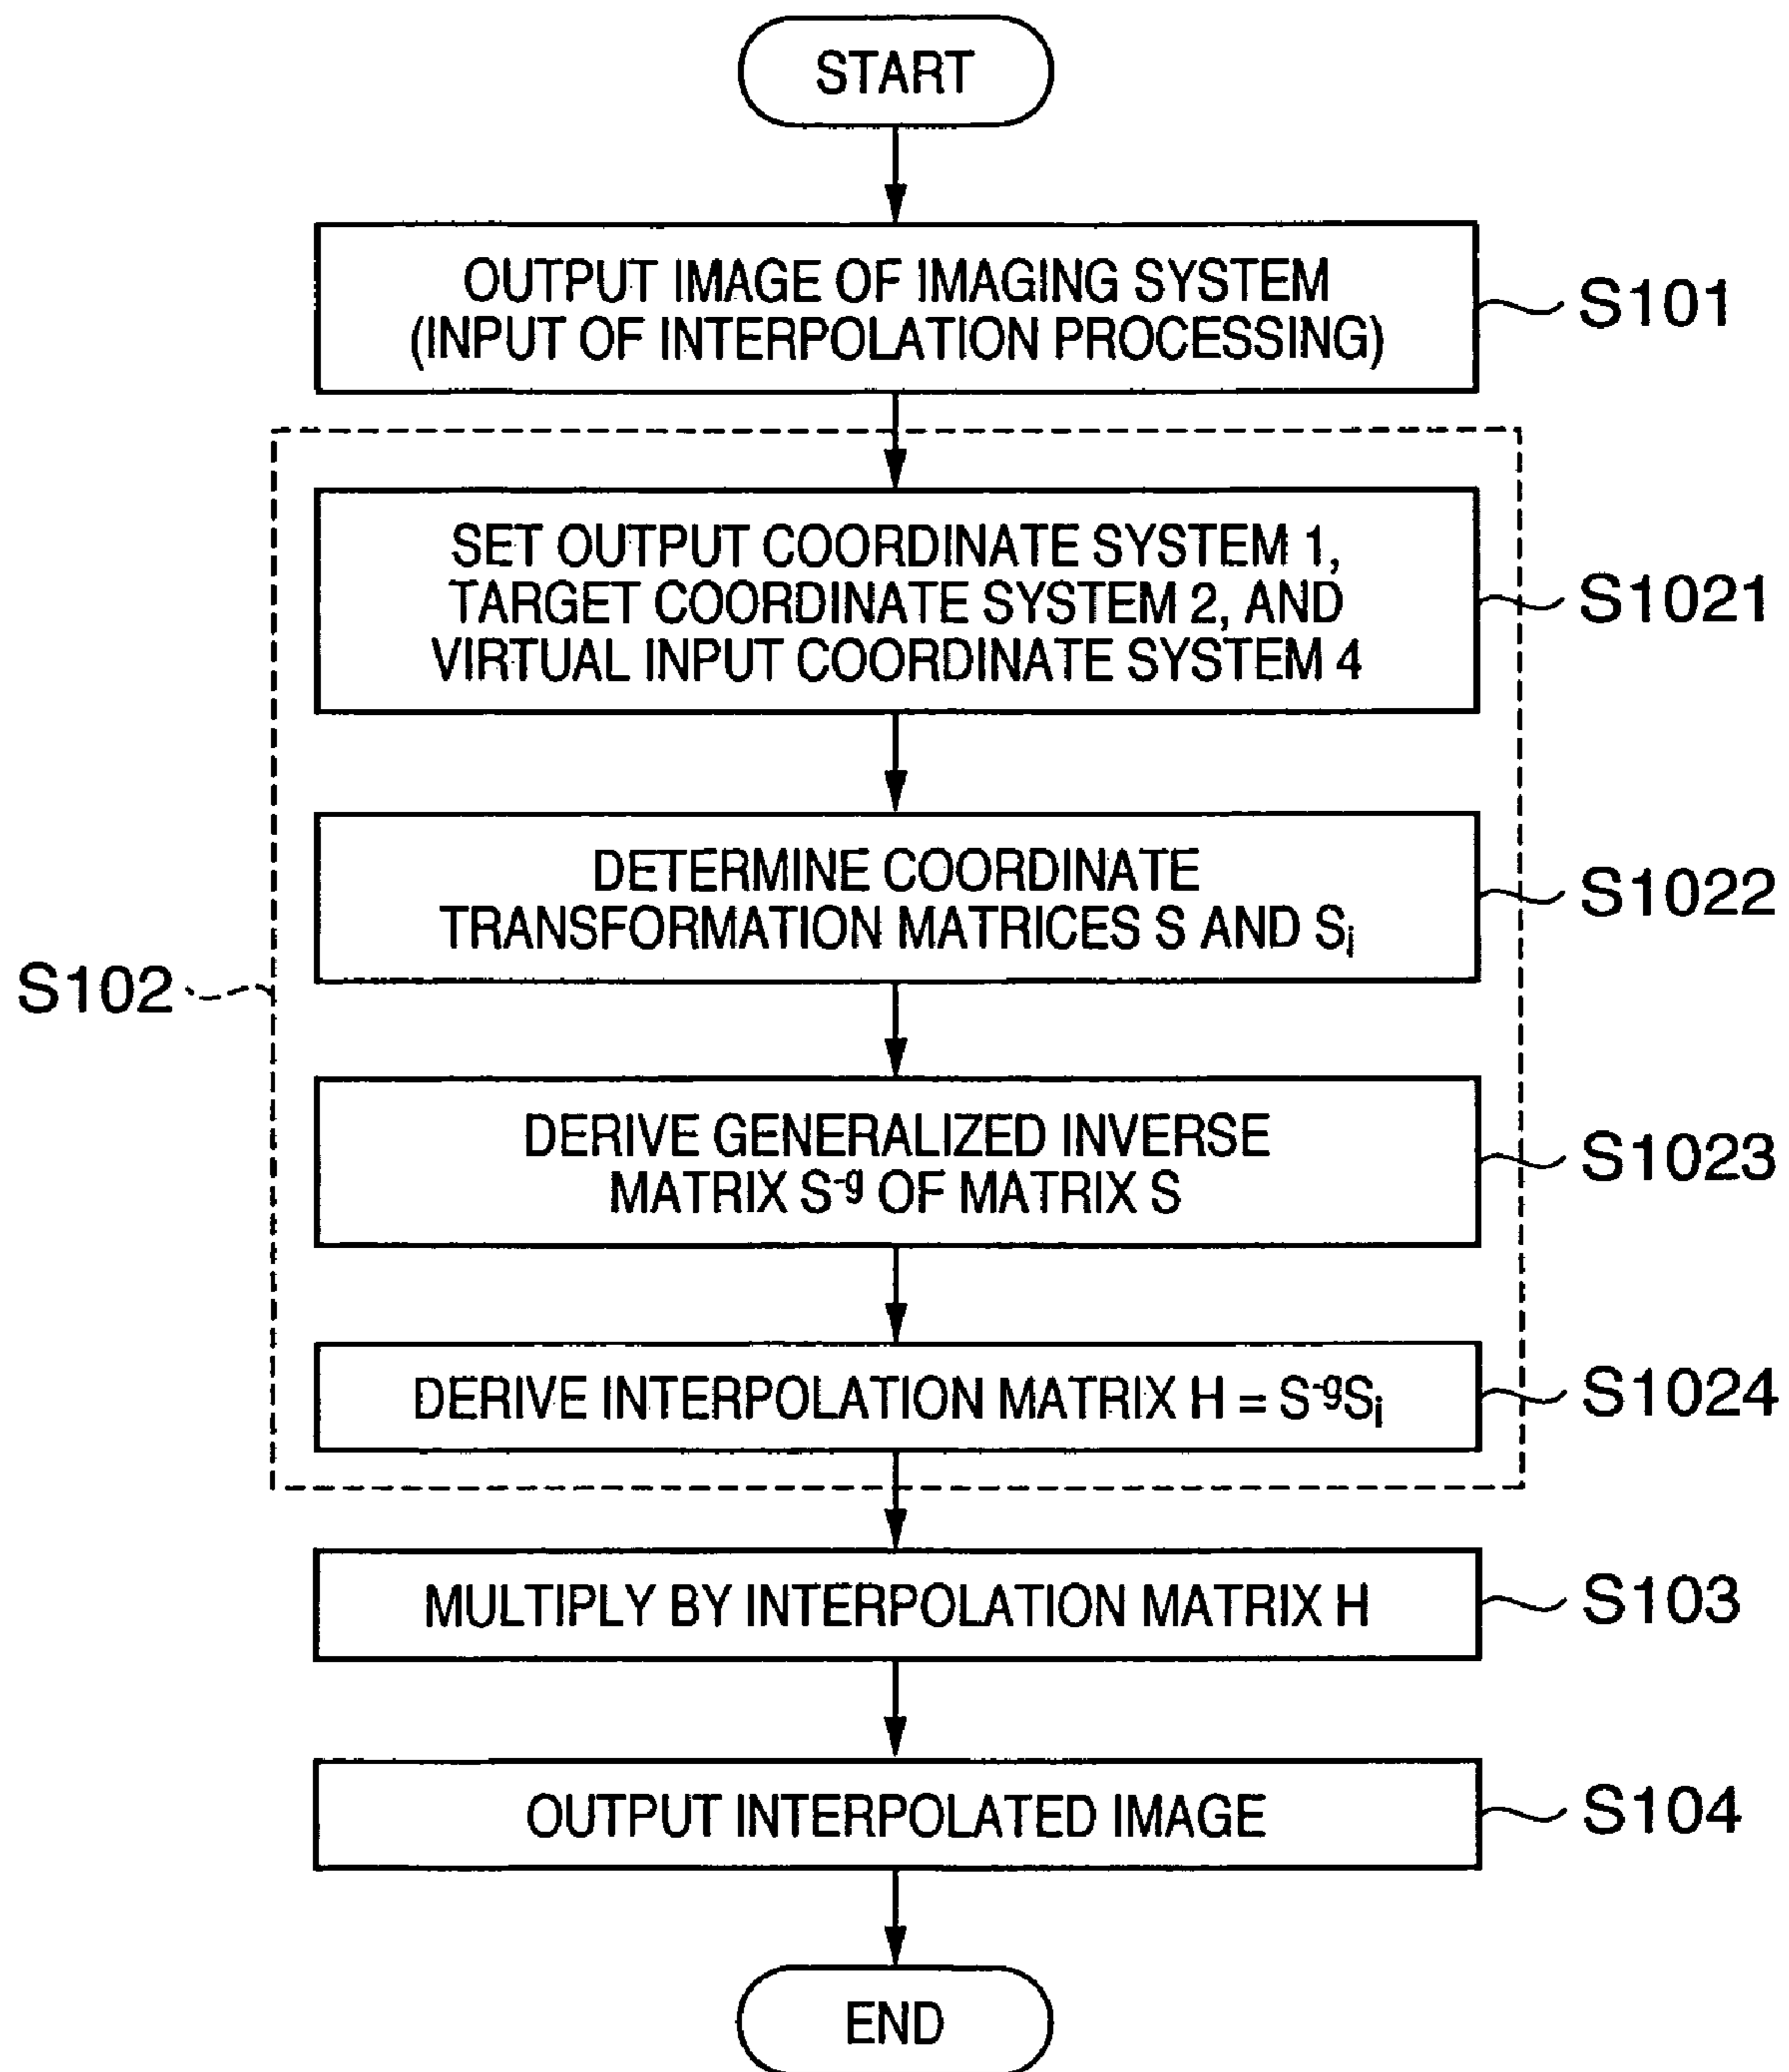 START
OUTPUT IMAGE OF IMAGING SYSTEM
(INPUT OF INTERPOLATION PROCESSING)
S101
SET OUTPUT COORDINATE SYSTEM 1,
TARGET COORDINATE SYSTEM 2, AND
VIRTUAL INPUT COORDINATE SYSTEM 4
S1021
DETERMINE COORDINATE
TRANSFORMATION MATRICES S AND Sᵢ
S1022
S102
DERIVE GENERALIZED INVERSE
MATRIX S⁻ᵍ OF MATRIX S
S1023
DERIVE INTERPOLATION MATRIX H = S⁻ᵍSᵢ
S1024
MULTIPLY BY INTERPOLATION MATRIX H
S103
OUTPUT INTERPOLATED IMAGE
S104
END